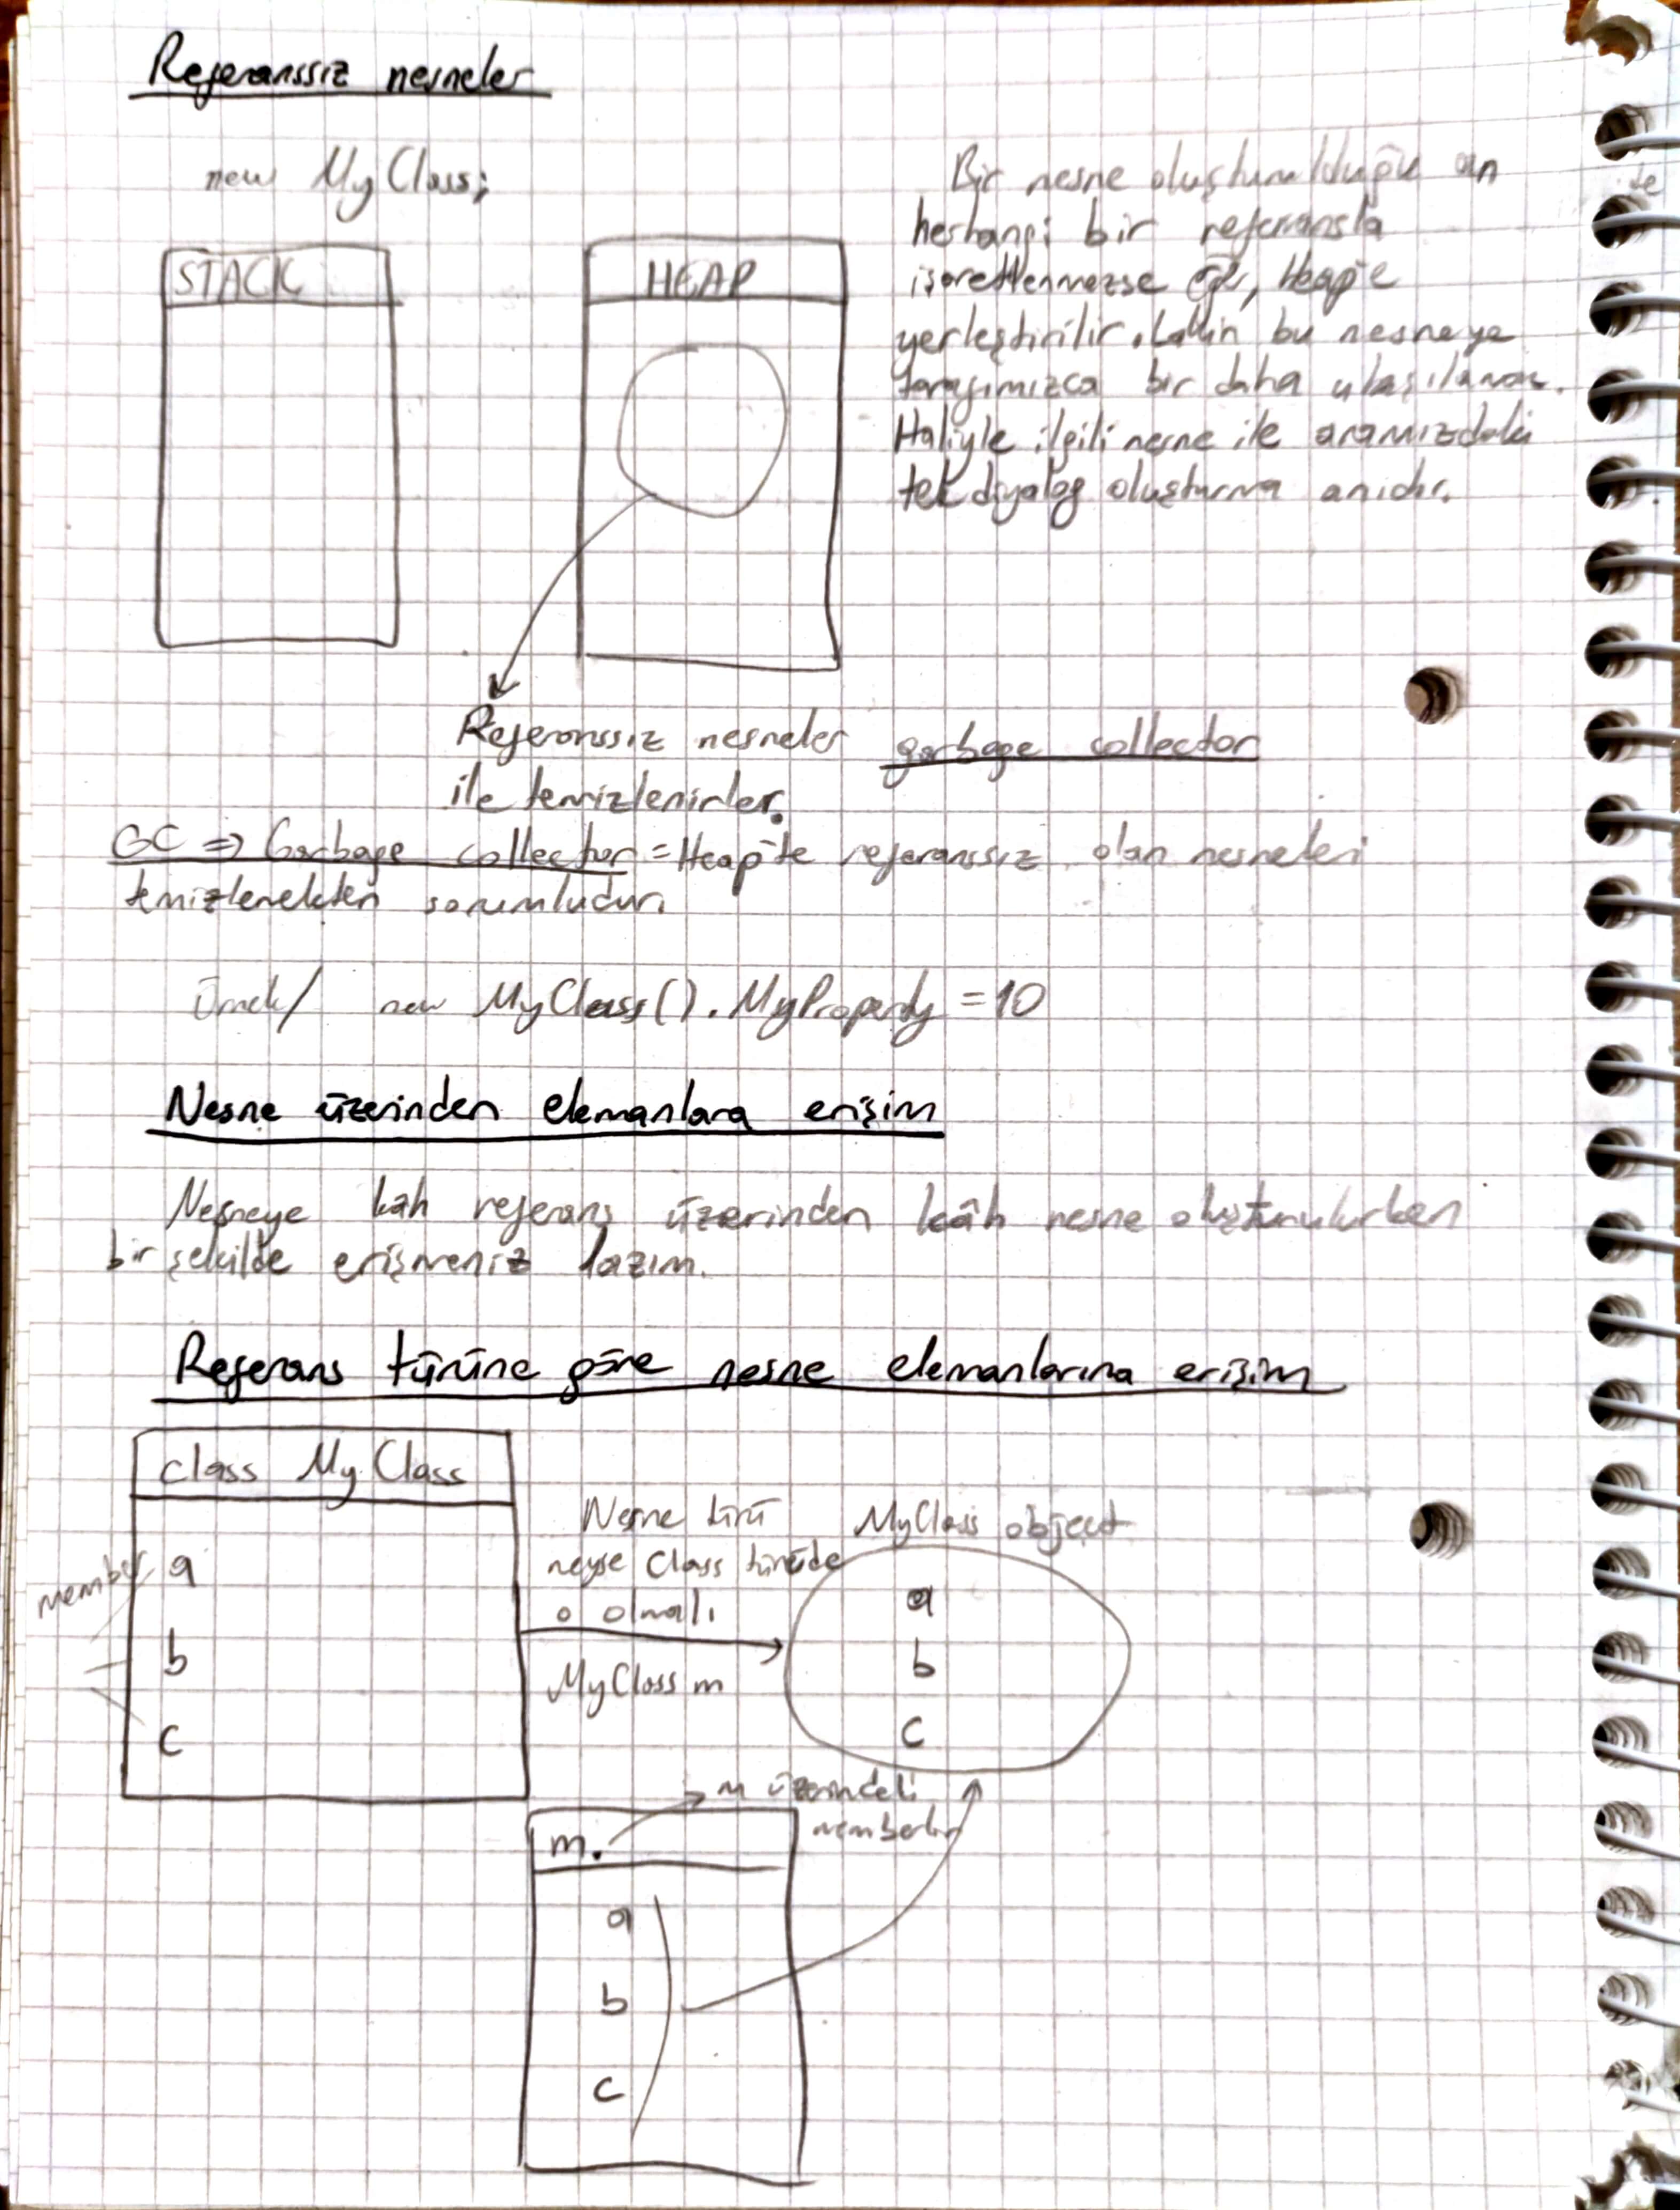 Referanssız nesneler
new MyClass;
STACK
HEAP
Bir nesne oluşturulduğu an
herhangi bir referansla
işaretlenmezse eğer, Heap'e
yerleştirilir. Lakin bu nesneye
tarafımızca bir daha ulaşılamaz.
Haliyle ilgili nesne ile aramızdaki
tek diyalog oluşturma anıdır.
Referanssız nesneler garbage collector
ile temizlenirler.
GC => Garbage collector = Heap'te referanssız olan nesneleri
temizlemekten sorumludur.
Örnek/ new MyClass().MyProperty = 10
Nesne üzerinden elemanlara erişim
Nesneye kâh referans üzerinden kâh nesne oluşturulurken
bir şekilde erişmeniz lazım.
Referans türüne göre nesne elemanlarına erişim
class MyClass
member
a
b
c
Nesne türü
neyse Class türüde
o olmalı
MyClass m
MyClass object
a
b
c
m üzerindeki
memberlar
m.
a
b
c